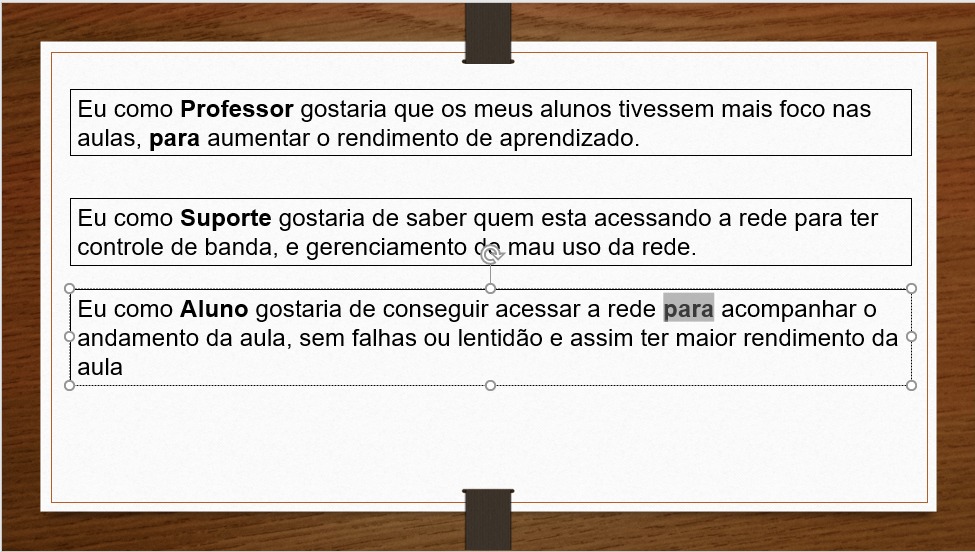 Eu como Professor gostaria que os meus alunos tivessem mais foco nas
aulas, para aumentar o rendimento de aprendizado.
Eu como Suporte gostaria de saber quem esta acessando a rede para ter
controle de banda, e gerenciamento de mau uso da rede.
Eu como Aluno gostaria de conseguir acessar a rede para acompanhar o
andamento da aula, sem falhas ou lentidão e assim ter maior rendimento da
aula